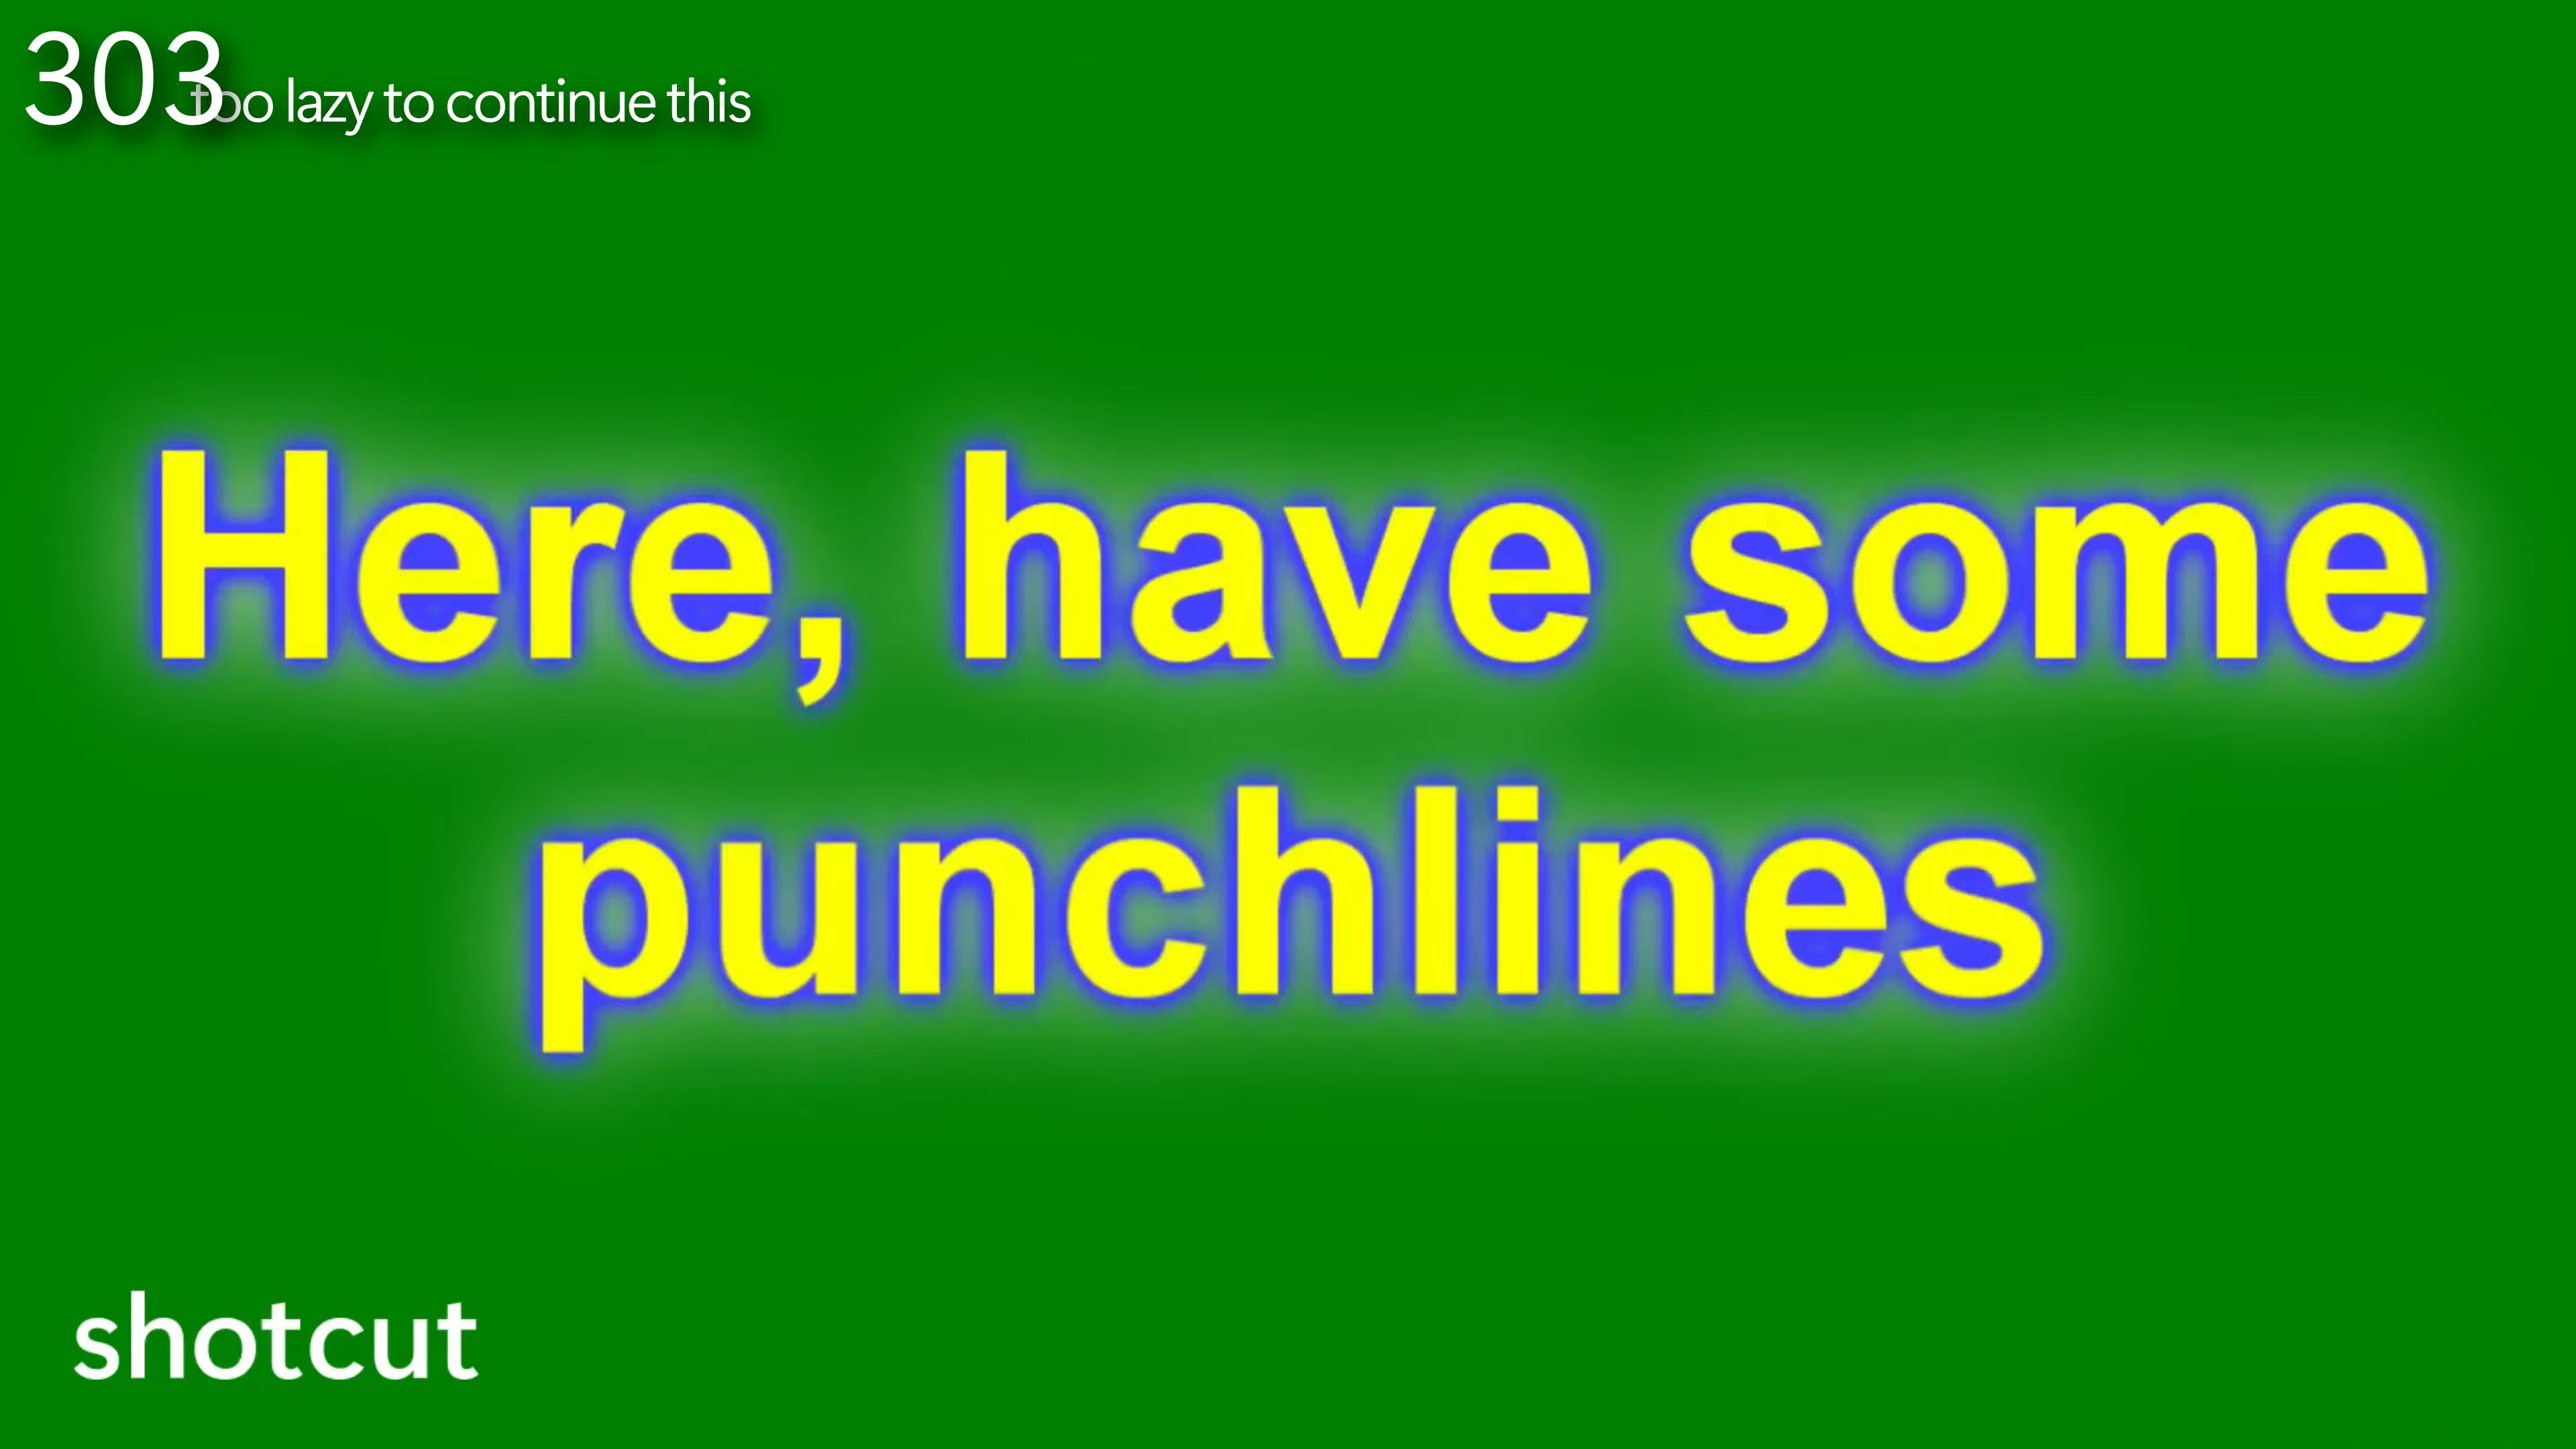 303
too lazy to continue this
Here, have some
punchlines
shotcut